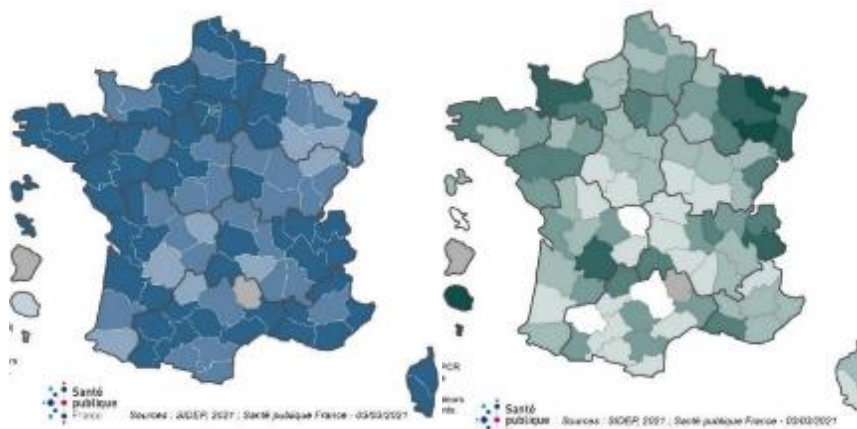 Santé
publique
France
Sources : SIDEP, 2021 ; Santé publique France - 03/03/2021
PCR
Santé
publique
Sources : SIDEP, 2021 ; Santé publique France - 03/03/2021